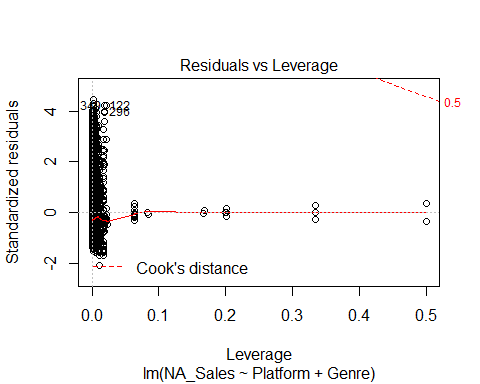 Residuals vs Leverage
Standardized residuals
4
2
0
-2
122
296
0.5
Cook's distance
0.0
0.1
0.2
0.3
0.4
0.5
Leverage
lm(NA_Sales ~ Platform + Genre)